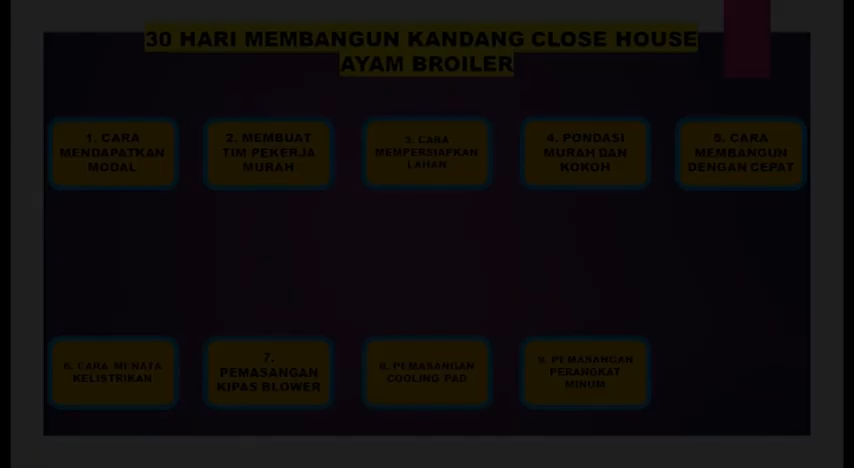 30 HARI MEMBANGUN KANDANG CLOSE HOUSE
AYAM BROILER
1. CARA
MENDAPATKAN
MODAL
2. MEMBUAT
TIM PEKERJA
MURAH
3. CARA
MEMPERSIAPKAN
LAHAN
4. PONDASI
MURAH DAN
KOKOH
5. CARA
MEMBANGUN
DENGAN CEPAT
6. CARA MENATA
KELISTRIKAN
7.
PEMASANGAN
KIPAS BLOWER
8. PEMASANGAN
COOLING PAD
9. PEMASANGAN
PERANGKAT
MINUM